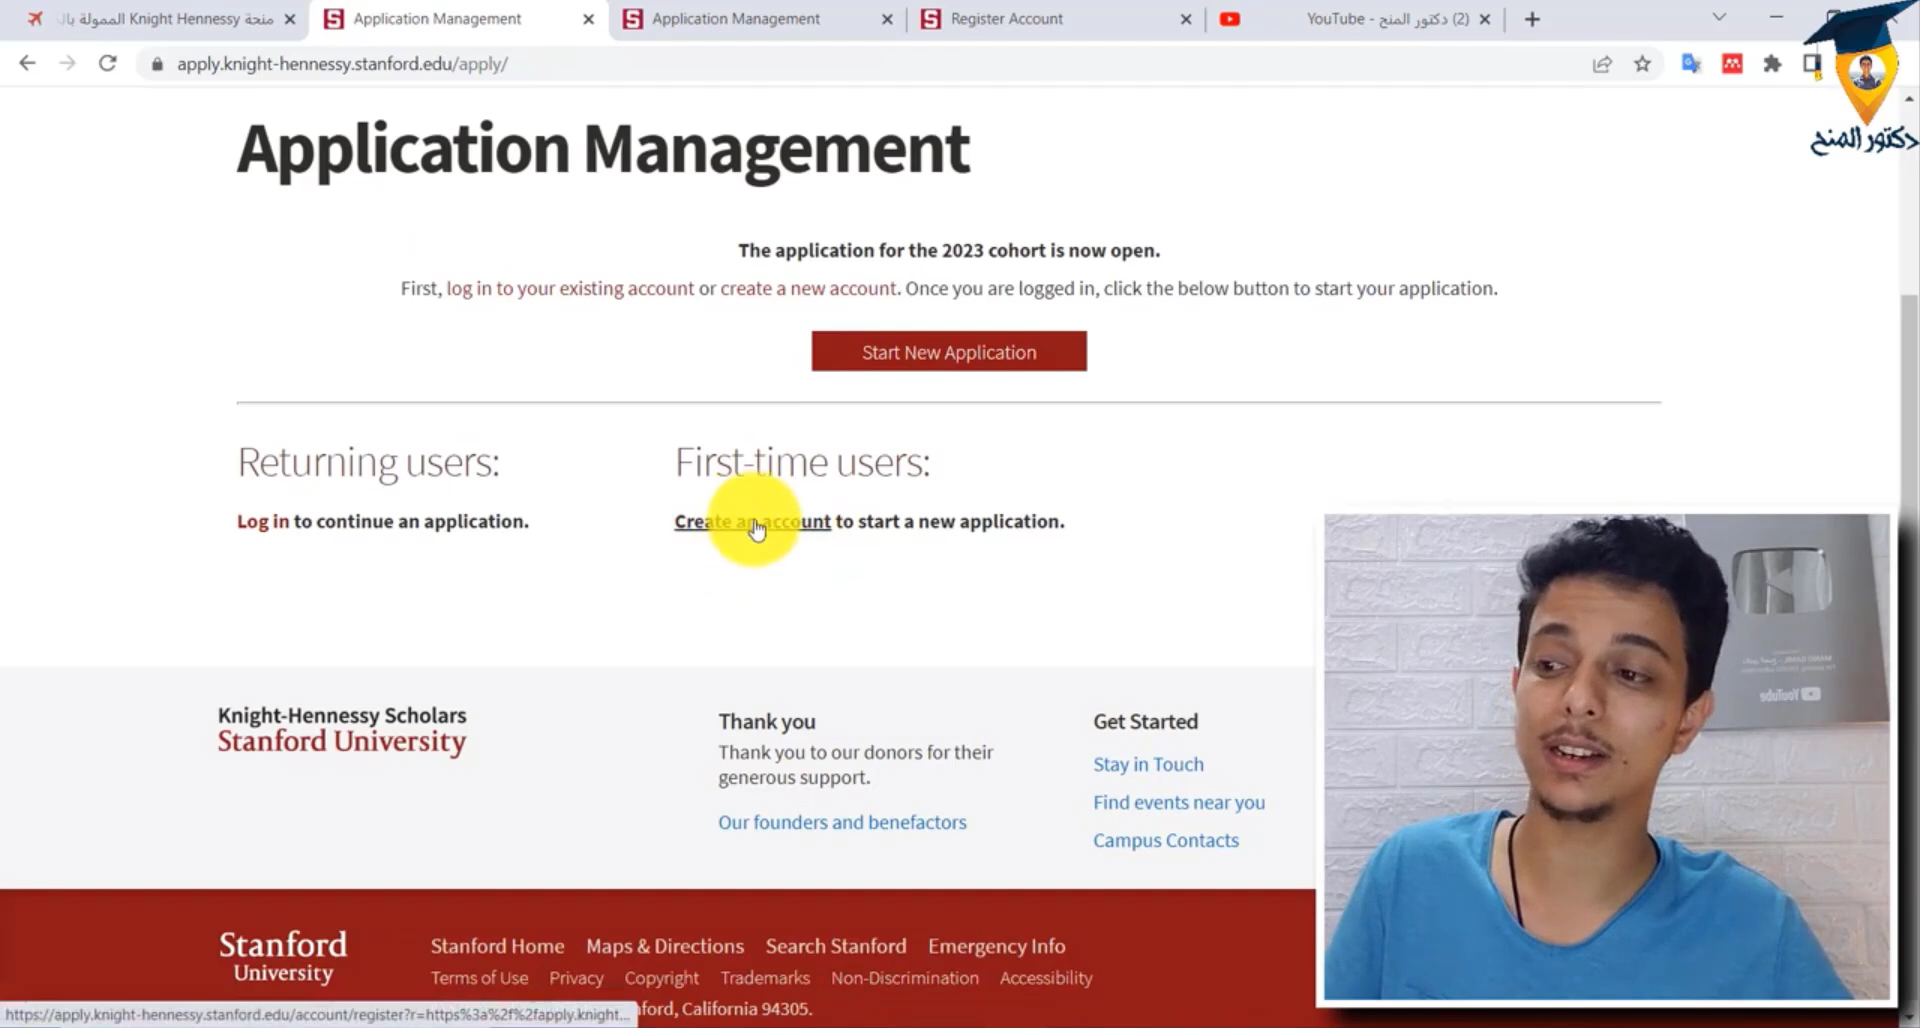 منحة Knight Hennessy الممولة بال
Application Management
Application Management
Register Account
(2) دكتور المنح - YouTube
apply.knight-hennessy.stanford.edu/apply/
دكتور المنح
Application Management
The application for the 2023 cohort is now open.
First, log in to your existing account or create a new account. Once you are logged in, click the below button to start your application.
Start New Application
Returning users:
First-time users:
Log in to continue an application.
Create an account to start a new application.
Knight-Hennessy Scholars
Stanford University
Thank you
Thank you to our donors for their
generous support.
Our founders and benefactors
Get Started
Stay in Touch
Find events near you
Campus Contacts
YouTube
Stanford
University
Stanford Home Maps & Directions Search Stanford Emergency Info
Terms of Use Privacy Copyright Trademarks Non-Discrimination Accessibility
ford, California 94305.
https://apply.knight-hennessy.stanford.edu/account/register?r=https%3a%2f%2fapply.knight...